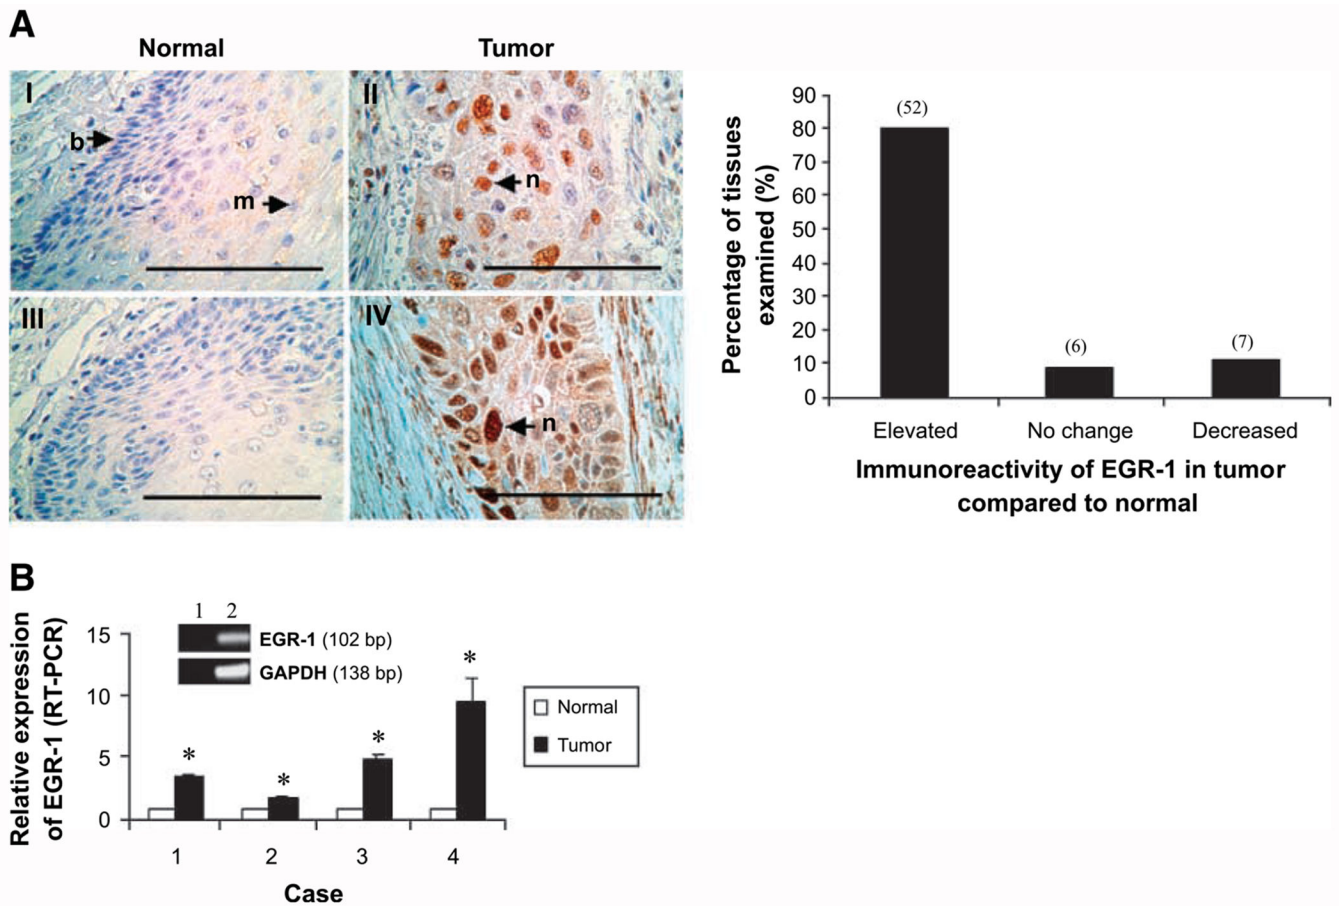 A
Normal
Tumor
I
b
m
II
n
III
IV
n
Percentage of tissues
examined (%)
90
80
70
60
50
40
30
20
10
0
(52)
(6)
(7)
Elevated
No change
Decreased
Immunoreactivity of EGR-1 in tumor
compared to normal
B
Relative expression
of EGR-1 (RT-PCR)
15
10
5
0
1 2
EGR-1 (102 bp)
GAPDH (138 bp)
*
*
*
*
Normal
Tumor
1
2
3
4
Case